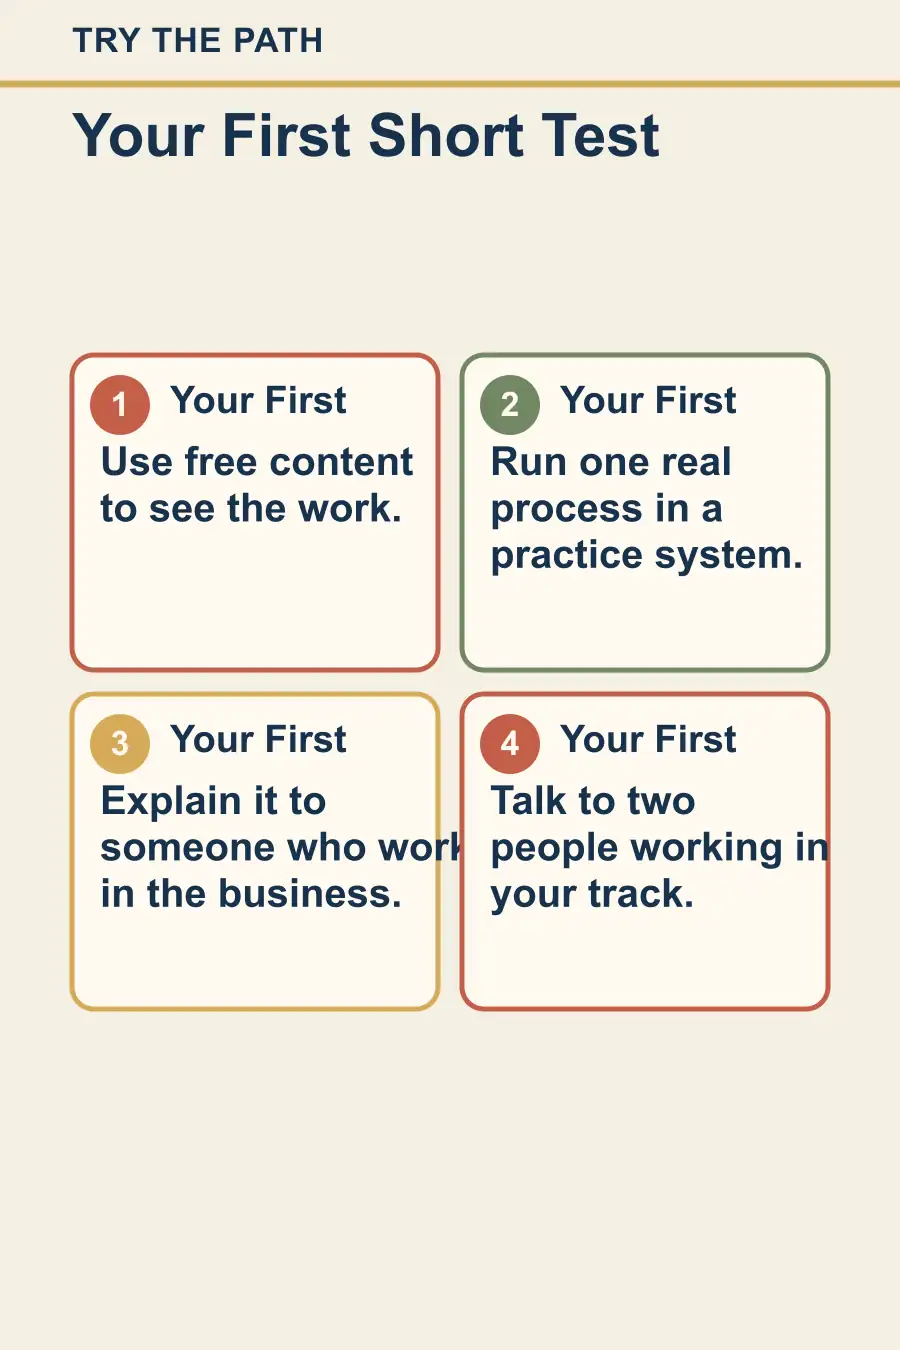 TRY THE PATH
Your First Short Test
1 Your First
Use free content
to see the work.
2 Your First
Run one real
process in a
practice system.
3 Your First
Explain it to
someone who work
in the business.
4 Your First
Talk to two
people working in
your track.